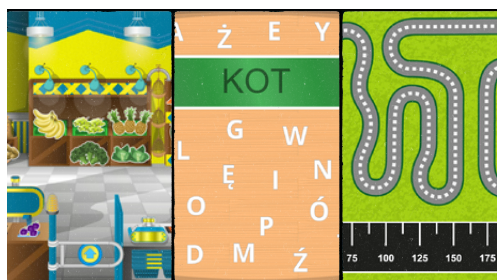 A Ż E Y
KOT
G W
L Ę I N
O P Ó
D M Ź
75 100 125 150 175